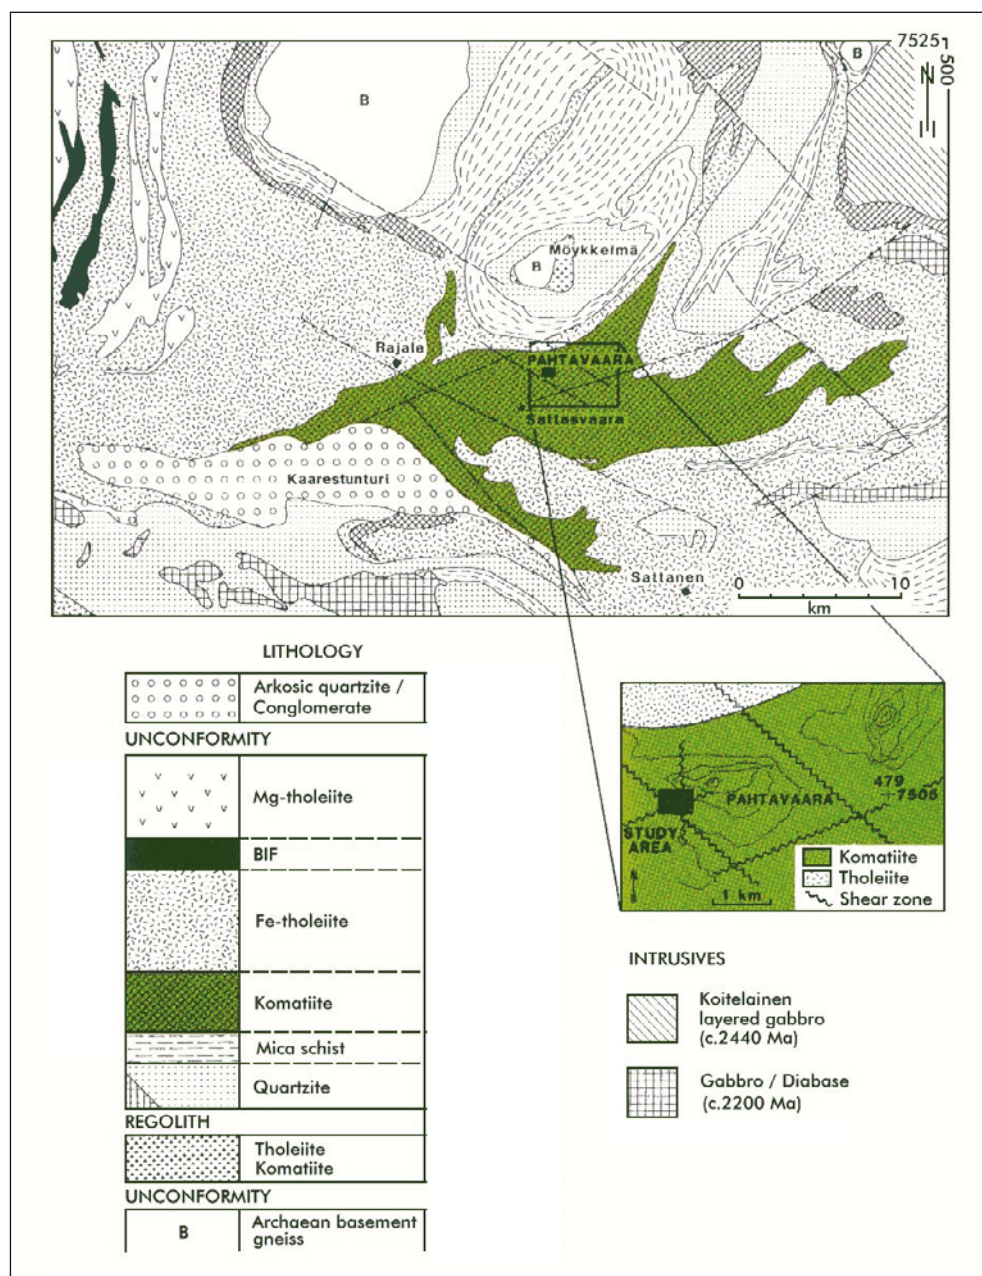 7525
500
N
B
B
Möykkelmä
B
Rajale
PAHTAVAARA
Sattasvaara
Kaarestunturi
Sattanen
0 10
km
LITHOLOGY
Arkosic quartzite /
Conglomerate
UNCONFORMITY
Mg-tholeiite
BIF
Fe-tholeiite
Komatiite
Mica schist
Quartzite
REGOLITH
Tholeiite
Komatiite
UNCONFORMITY
B
Archaean basement
gneiss
479
7505
PAHTAVAARA
STUDY
AREA
1 km
Komatiite
Tholeiite
Shear zone
INTRUSIVES
Koitelainen
layered gabbro
(c.2440 Ma)
Gabbro / Diabase
(c.2200 Ma)